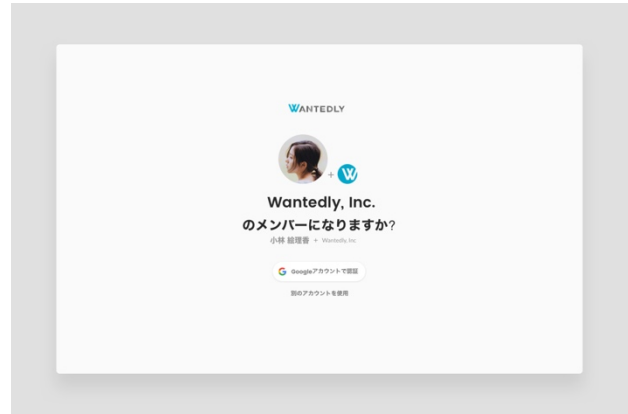 WANTEDLY
+ W
Wantedly, Inc.
のメンバーになりますか?
小林 結理香 + Wantedly, Inc
G Googleアカウントで認証
別のアカウントを使用